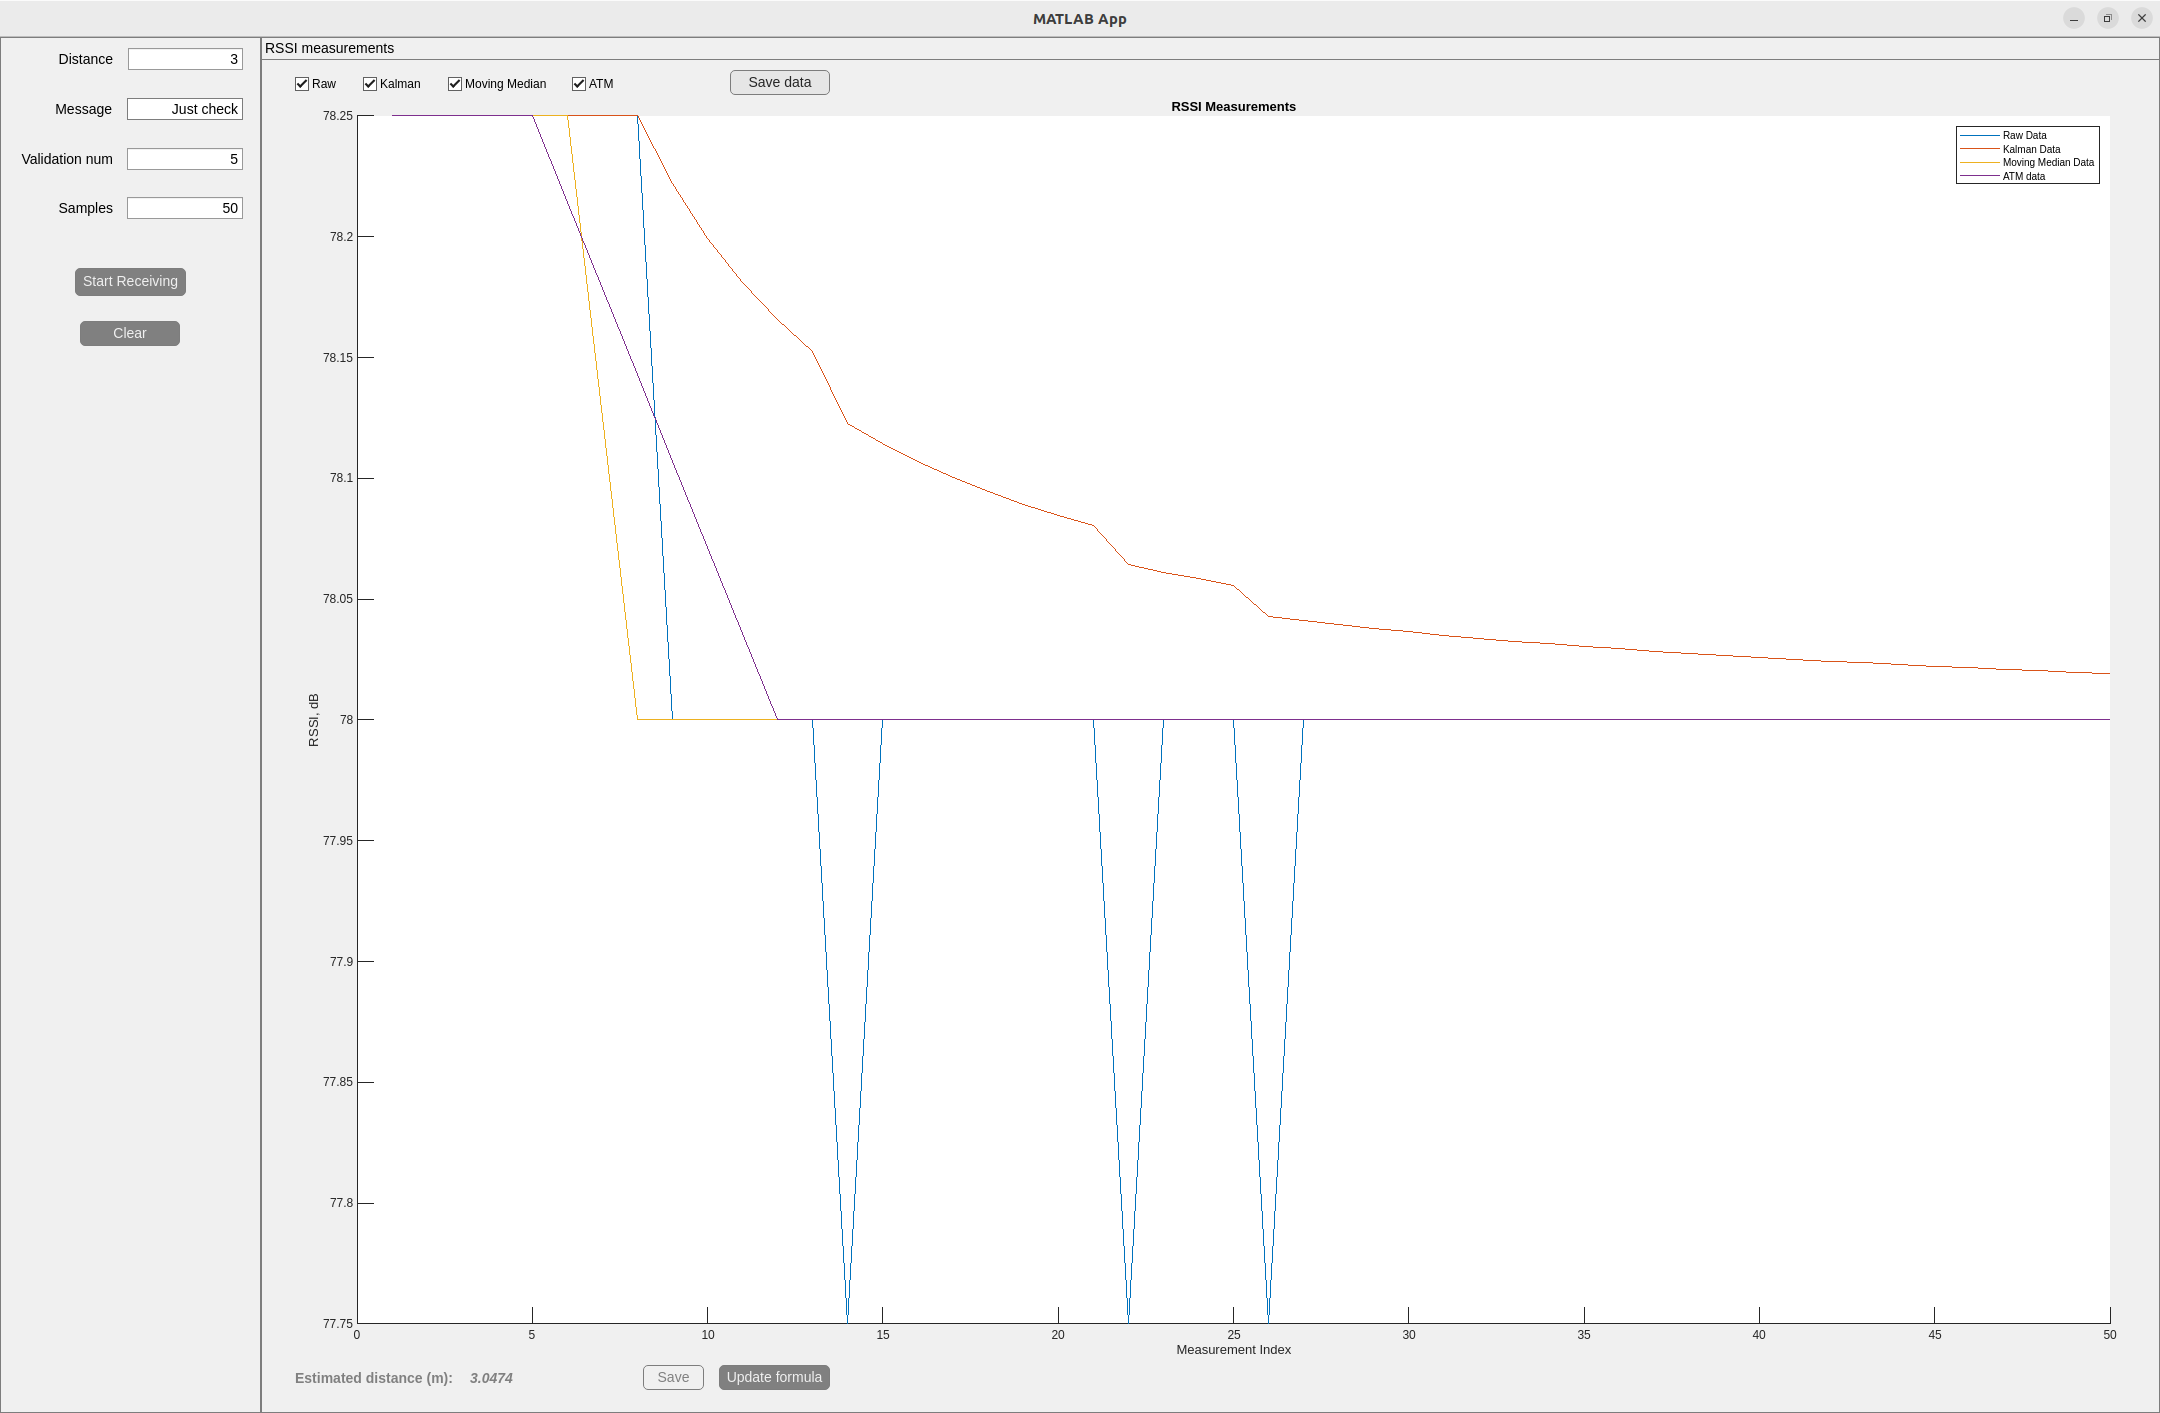 MATLAB App
Distance 3
Message Just check
Validation num 5
Samples 50
Start Receiving
Clear
RSSI measurements
Raw Kalman Moving Median ATM Save data
RSSI Measurements
Raw Data
Kalman Data
Moving Median Data
ATM data
78.25
78.2
78.15
78.1
78.05
78
77.95
77.9
77.85
77.8
77.75
RSSI, dB
0 5 10 15 20 25 30 35 40 45 50
Measurement Index
Estimated distance (m): 3.0474 Save Update formula